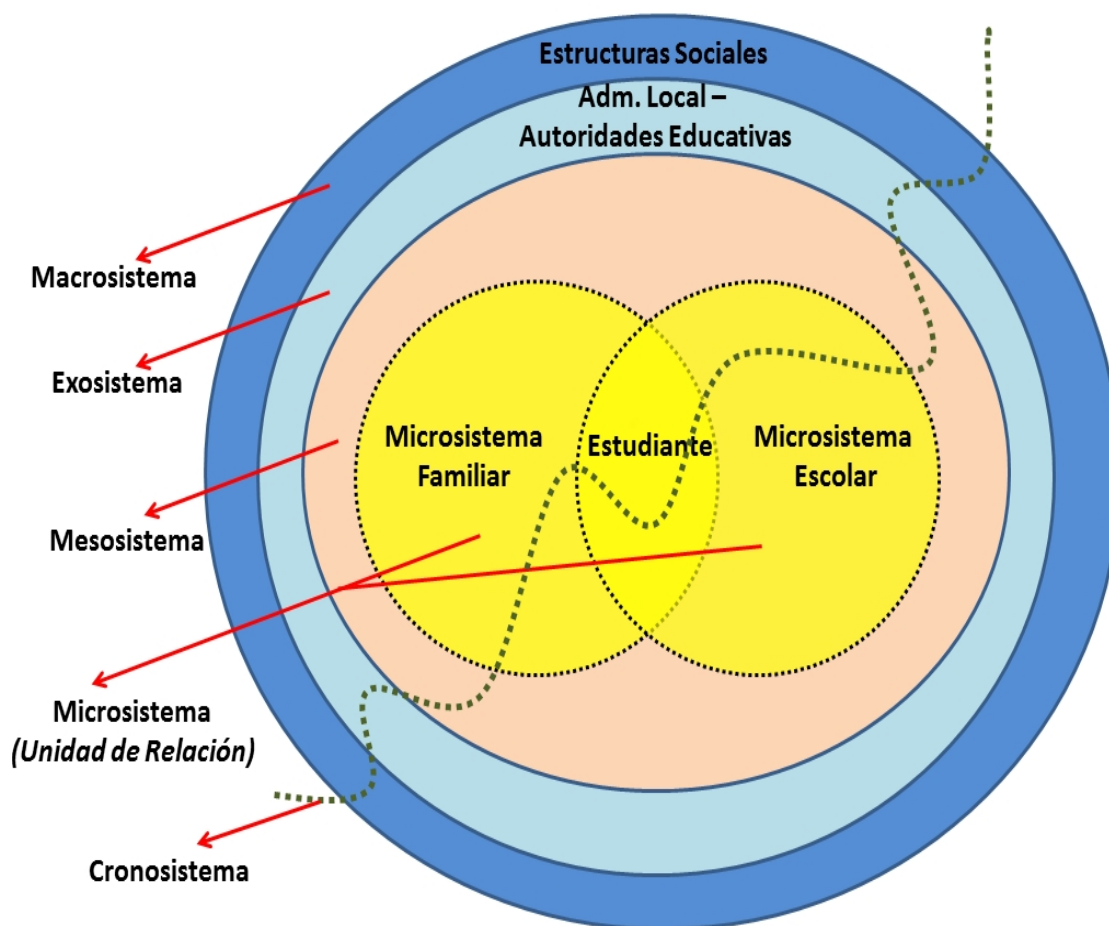 Estructuras Sociales
Adm. Local –
Autoridades Educativas
Macrosistema
Exosistema
Microsistema
Familiar
Estudiante
Microsistema
Escolar
Mesosistema
Microsistema
(Unidad de Relación)
Cronosistema